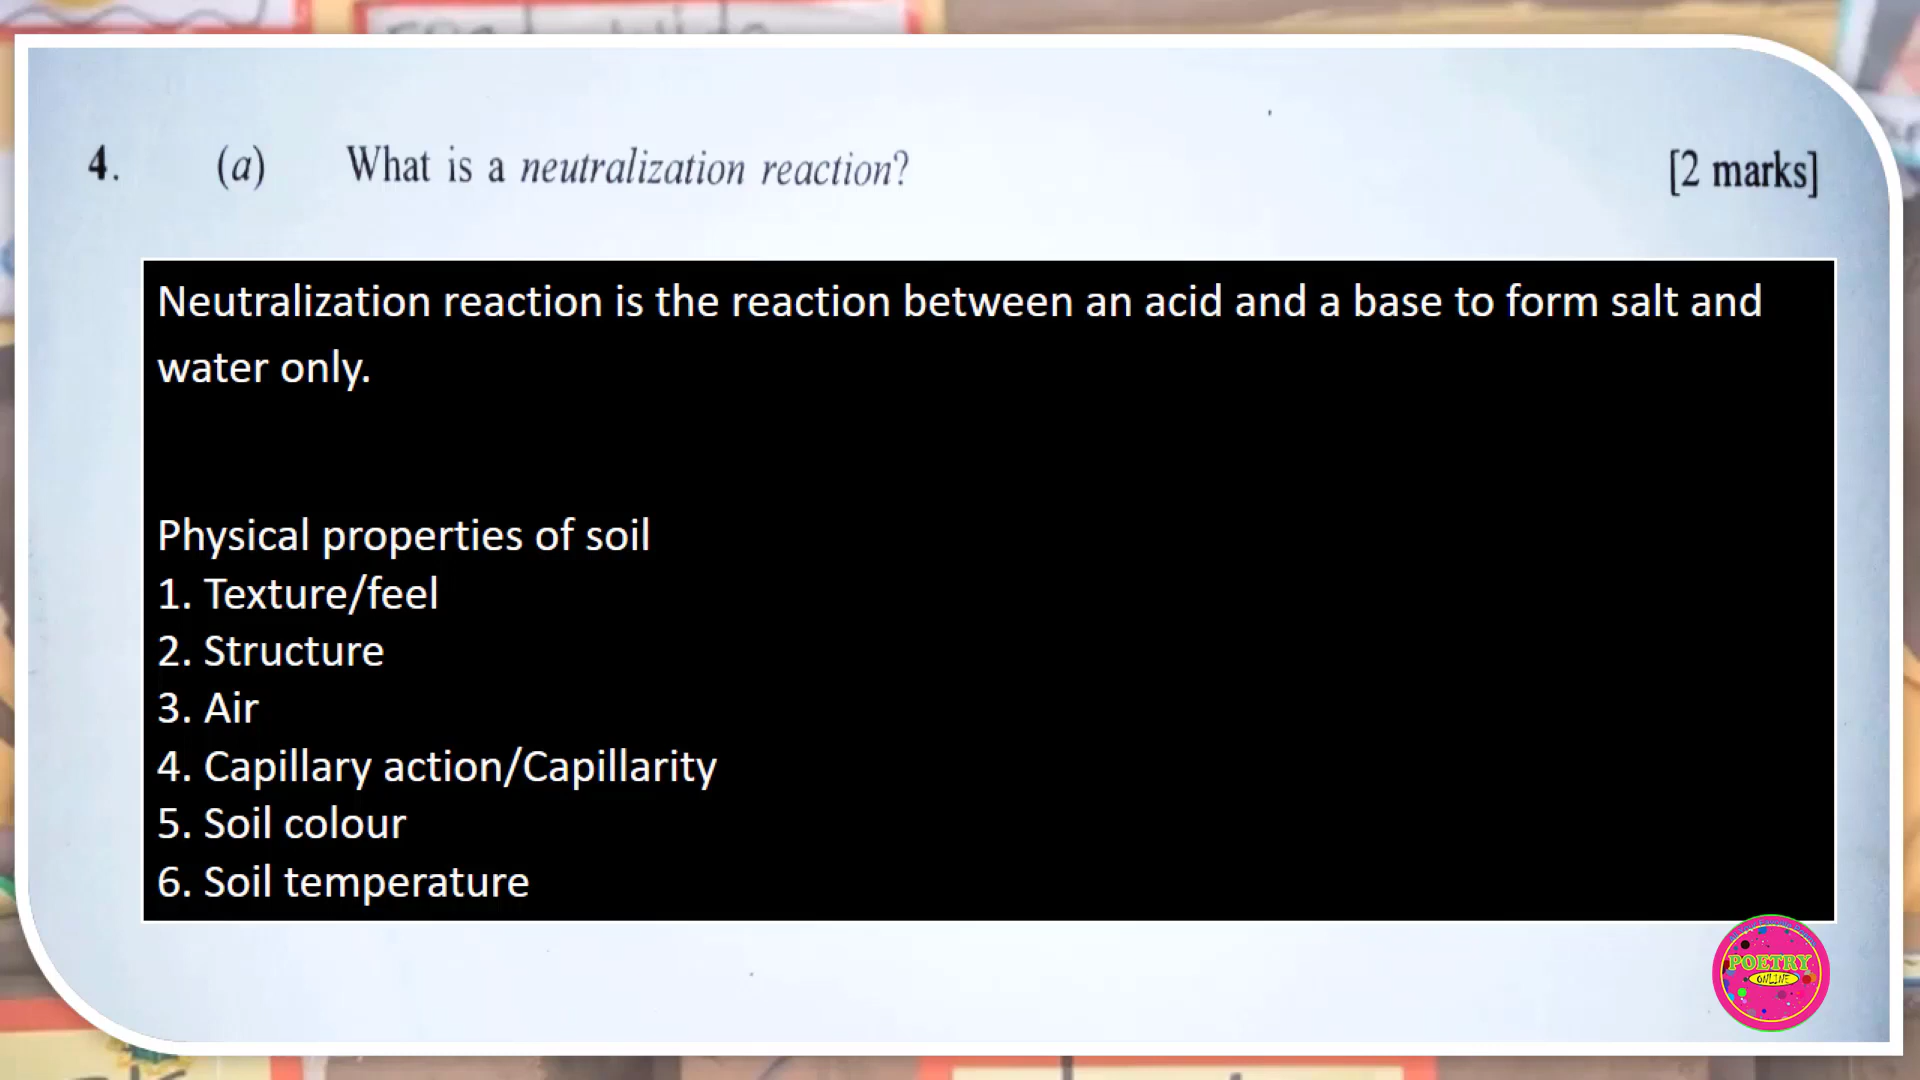 4. (a) What is a neutralization reaction? [2 marks]
Neutralization reaction is the reaction between an acid and a base to form salt and
water only.
Physical properties of soil
1. Texture/feel
2. Structure
3. Air
4. Capillary action/Capillarity
5. Soil colour
6. Soil temperature
POETRY
ONLINE